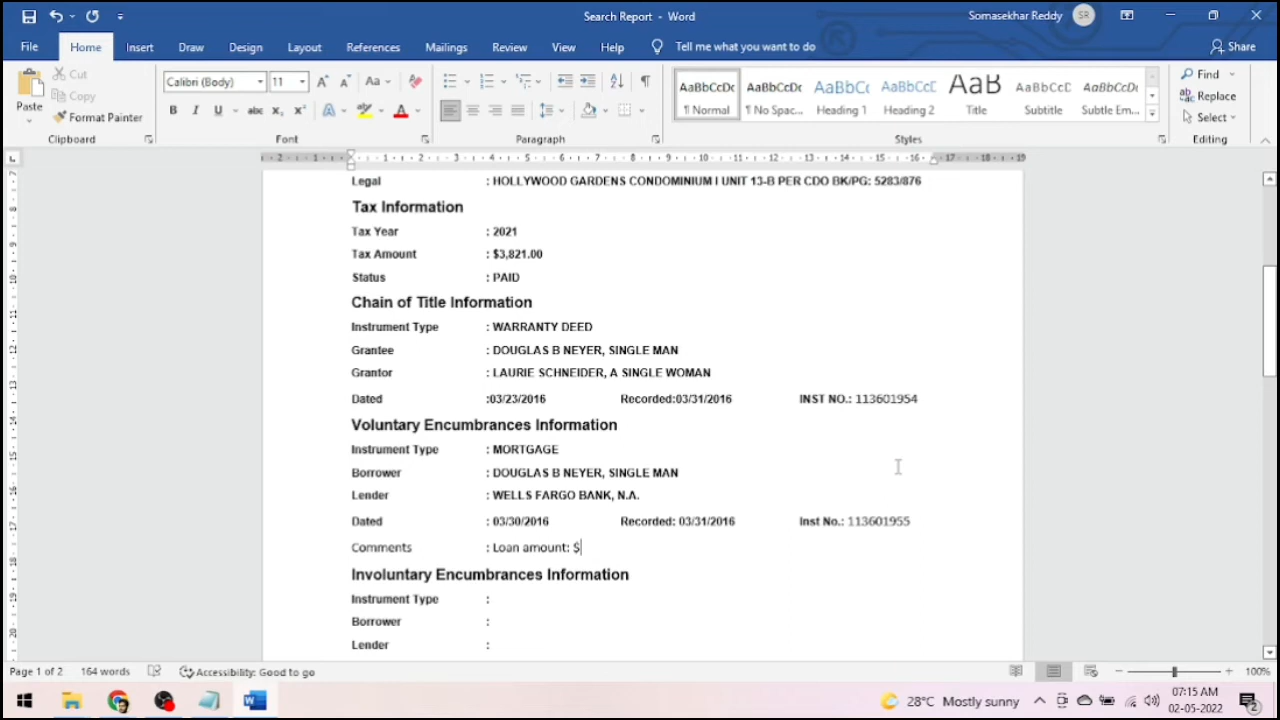 Search Report - Word
Somasekhar Reddy SR
File Home Insert Draw Design Layout References Mailings Review View Help Tell me what you want to do Share
Paste Cut Copy Format Painter
Calibri (Body) 11
AaBbCcDc AaBbCcDc AaBbCc AaBbCcC AaB AaBbCcC AaBbCcDc
¶ Normal ¶ No Spac... Heading 1 Heading 2 Title Subtitle Subtle Em...
Find Replace Select
Clipboard Font Paragraph Styles Editing
Legal : HOLLYWOOD GARDENS CONDOMINIUM I UNIT 13-B PER CDO BK/PG: 5283/876
Tax Information
Tax Year : 2021
Tax Amount : $3,821.00
Status : PAID
Chain of Title Information
Instrument Type : WARRANTY DEED
Grantee : DOUGLAS B NEYER, SINGLE MAN
Grantor : LAURIE SCHNEIDER, A SINGLE WOMAN
Dated :03/23/2016 Recorded:03/31/2016 INST NO.: 113601954
Voluntary Encumbrances Information
Instrument Type : MORTGAGE
Borrower : DOUGLAS B NEYER, SINGLE MAN
Lender : WELLS FARGO BANK, N.A.
Dated : 03/30/2016 Recorded: 03/31/2016 Inst No.: 113601955
Comments : Loan amount: $
Involuntary Encumbrances Information
Instrument Type :
Borrower :
Lender :
Page 1 of 2 164 words Accessibility: Good to go 100%
28°C Mostly sunny 07:15 AM
02-05-2022 2